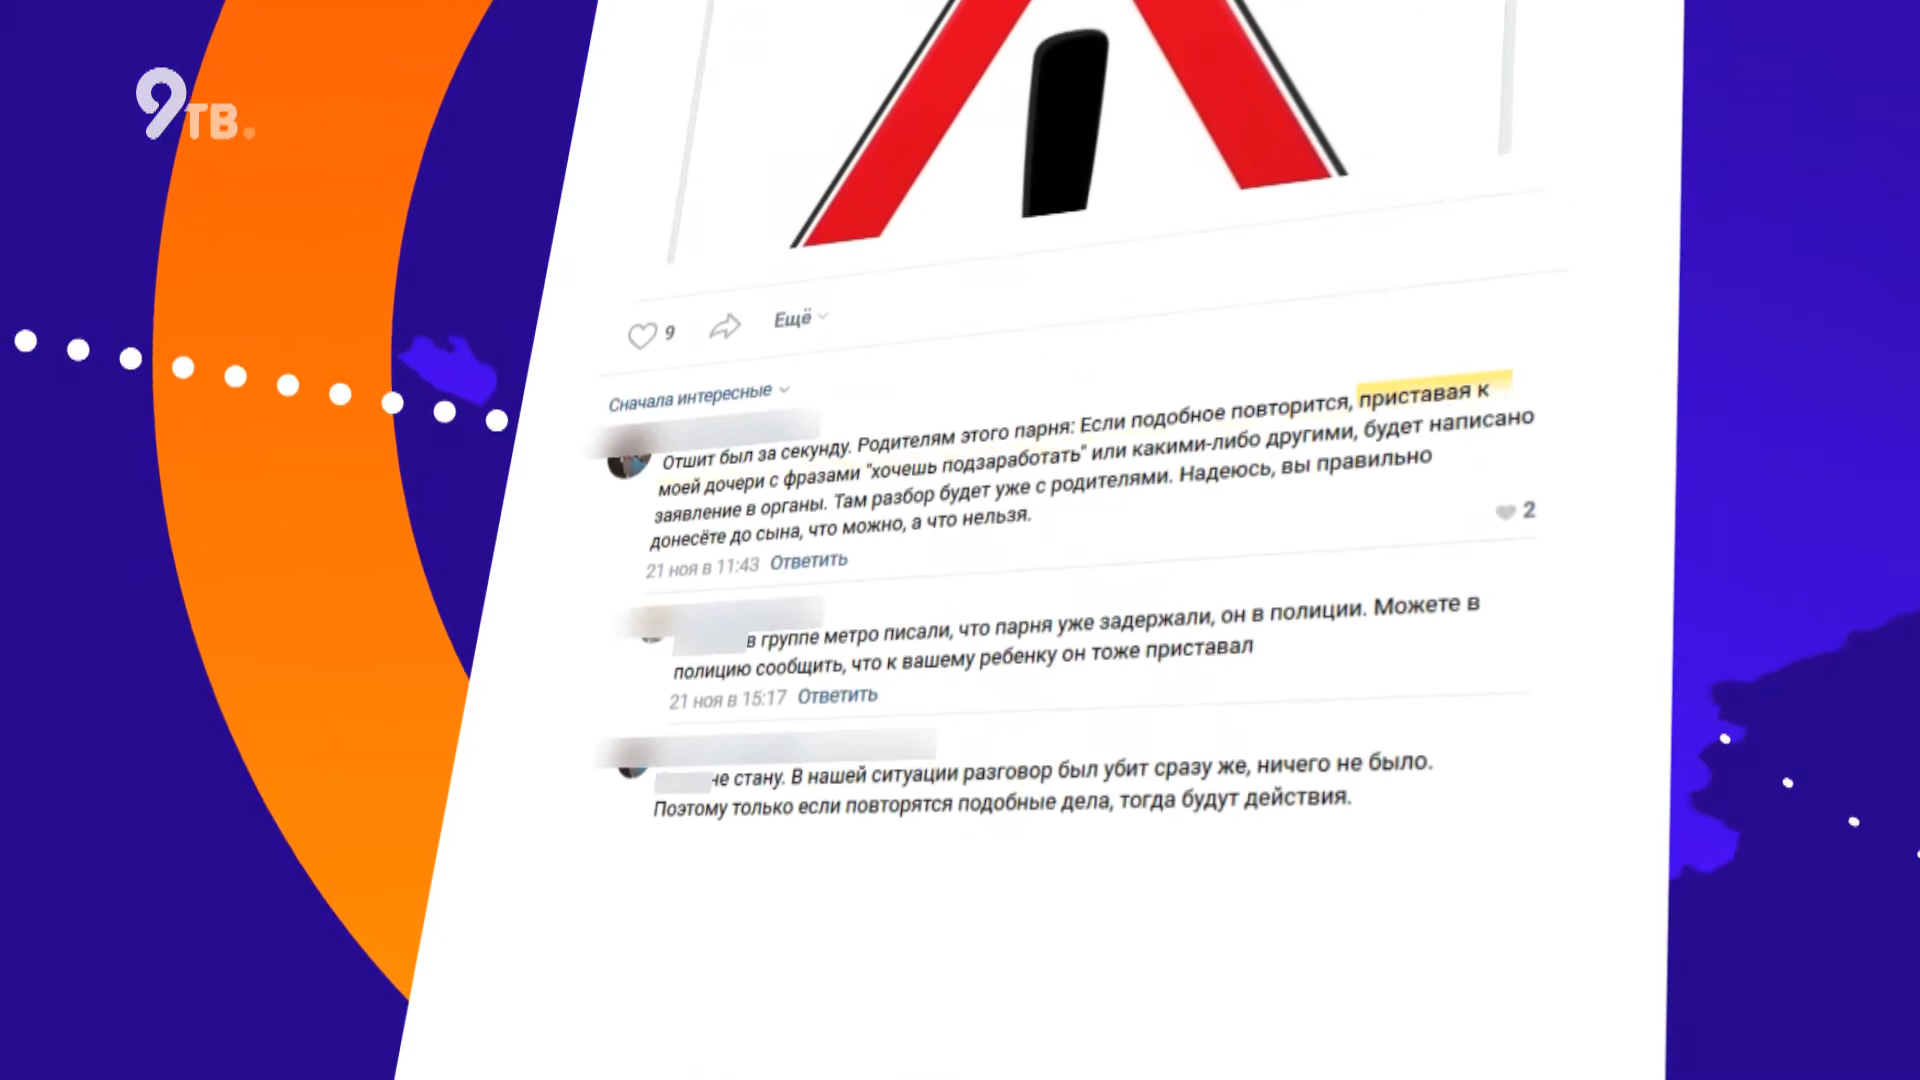 9ТВ.
9
Ещё
Сначала интересные
Отшит был за секунду. Родителям этого парня: Если подобное повторится, приставая к
моей дочери с фразами "хочешь подзаработать" или какими-либо другими, будет написано
заявление в органы. Там разбор будет уже с родителями. Надеюсь, вы правильно
донесёте до сына, что можно, а что нельзя.
2
21 ноя в 11:43 Ответить
в группе метро писали, что парня уже задержали, он в полиции. Можете в
полицию сообщить, что к вашему ребенку он тоже приставал
21 ноя в 15:17 Ответить
не стану. В нашей ситуации разговор был убит сразу же, ничего не было.
Поэтому только если повторятся подобные дела, тогда будут действия.